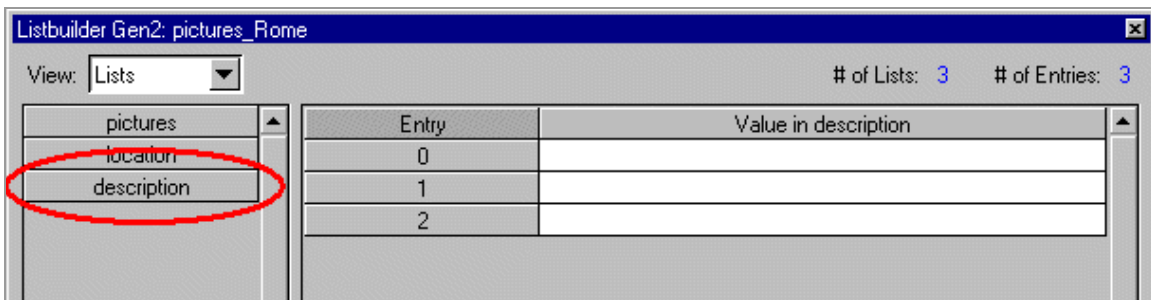 Listbuilder Gen2: pictures_Rome
View: Lists # of Lists: 3 # of Entries: 3
pictures Entry Value in description
location 0
description 1
2